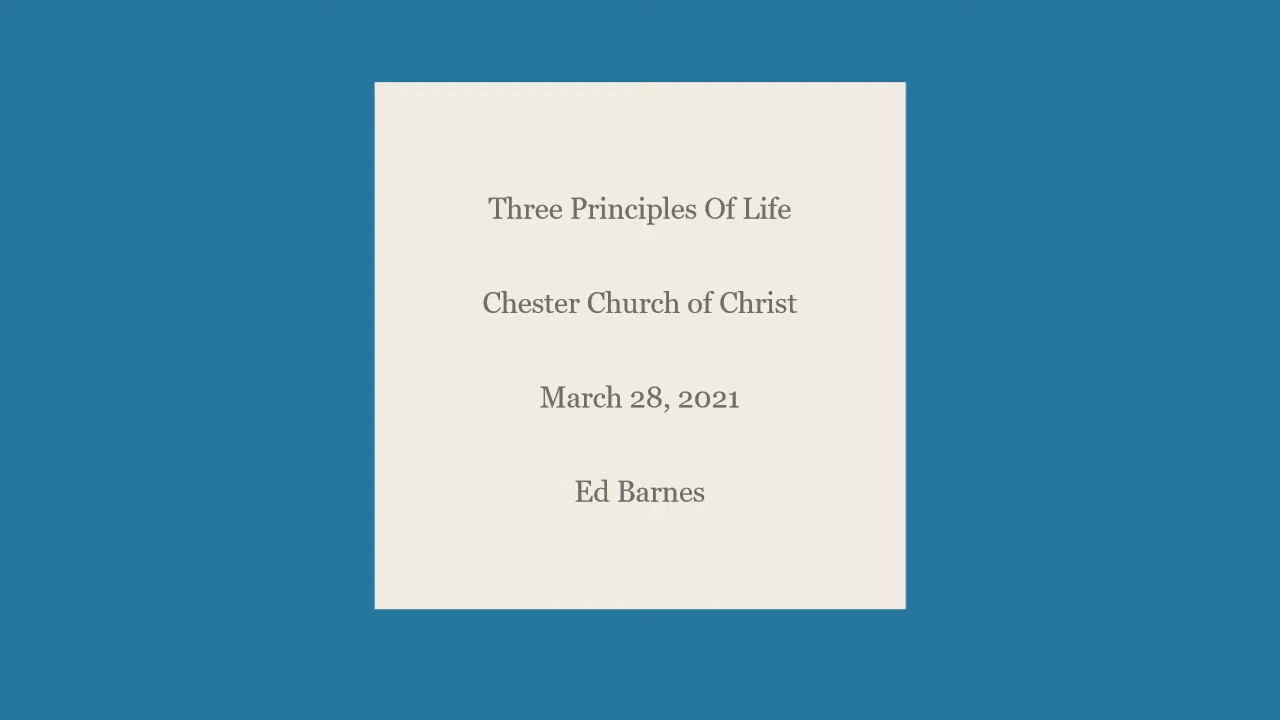 Three Principles Of Life
Chester Church of Christ
March 28, 2021
Ed Barnes